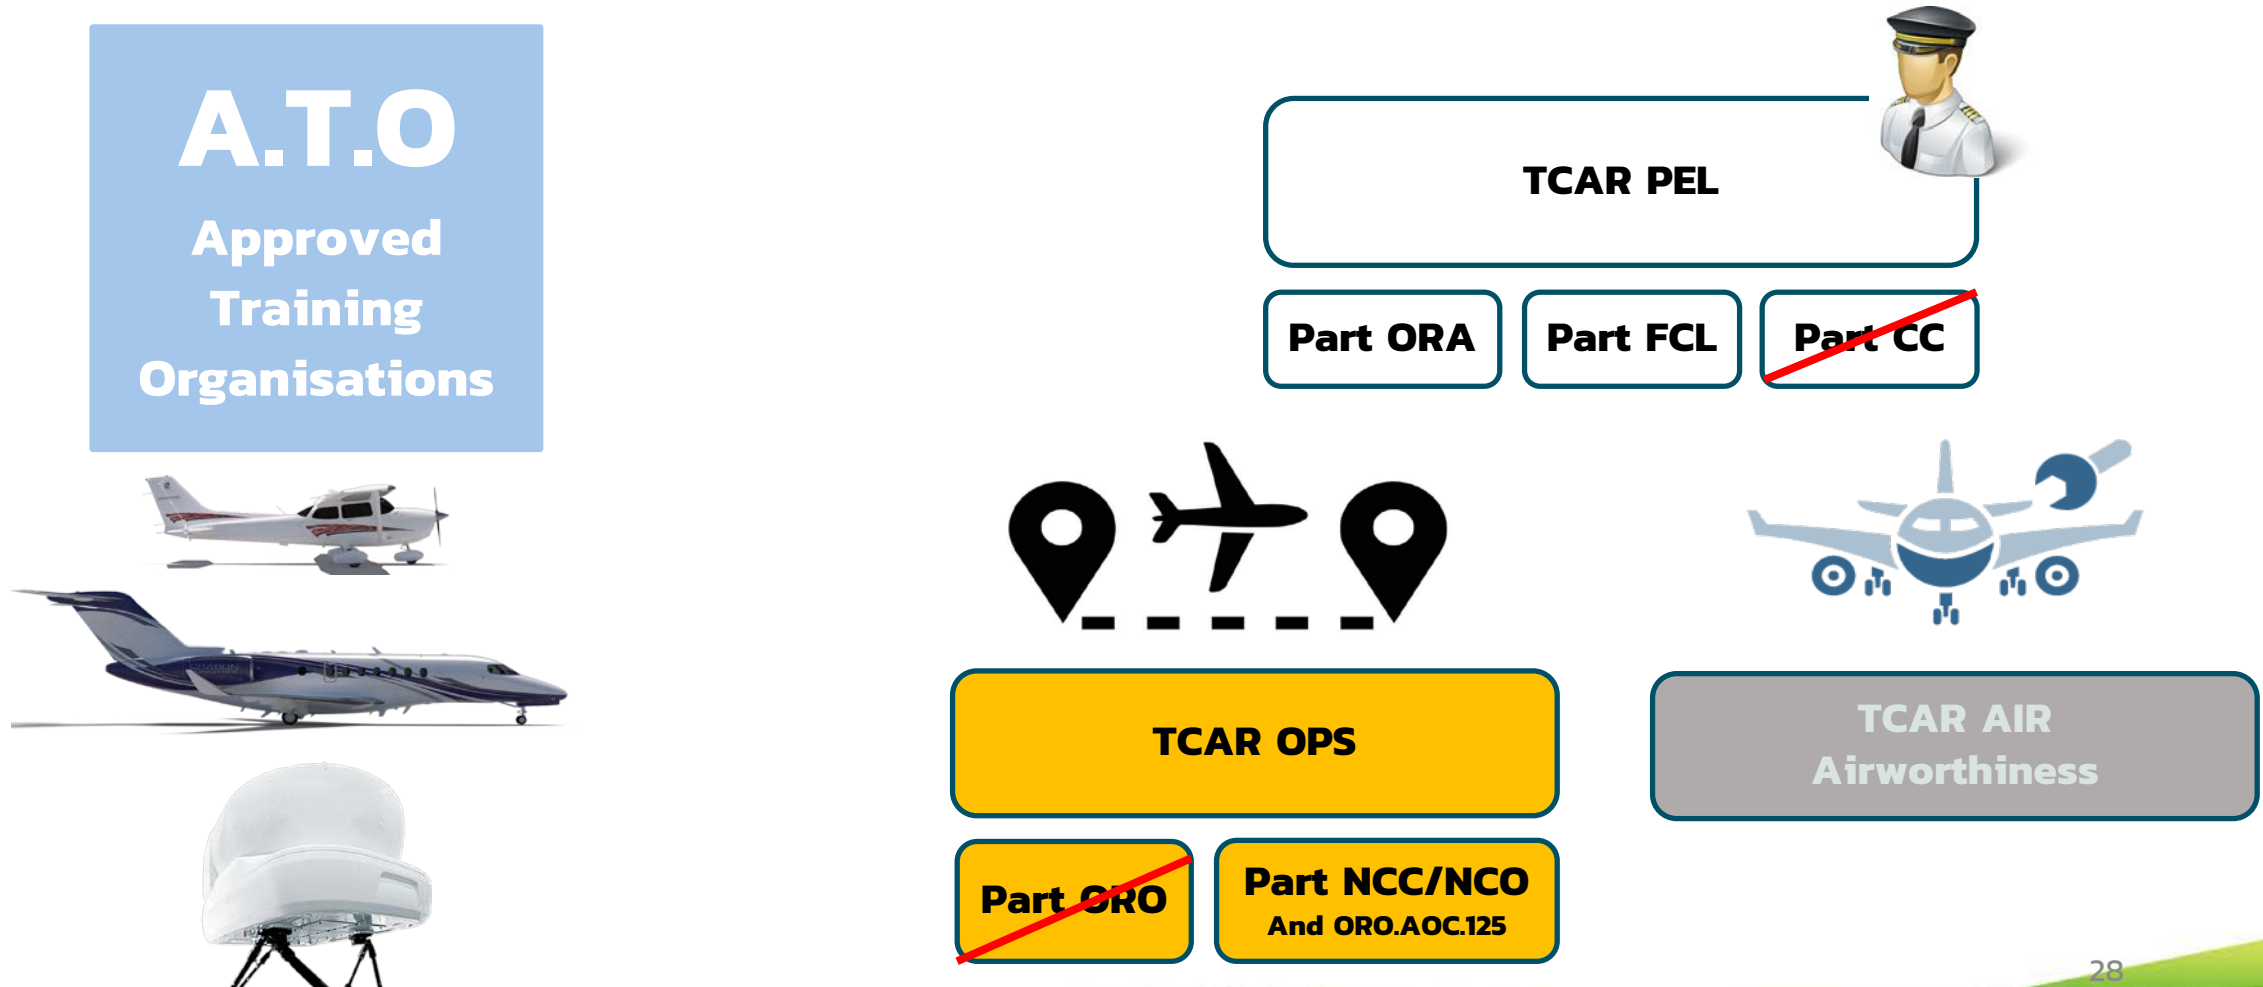 A.T.O
Approved
Training
Organisations
TCAR PEL
Part ORA
Part FCL
Part CC
TCAR OPS
TCAR AIR
Airworthiness
Part ORO
Part NCC/NCO
And ORO.AOC.125
28